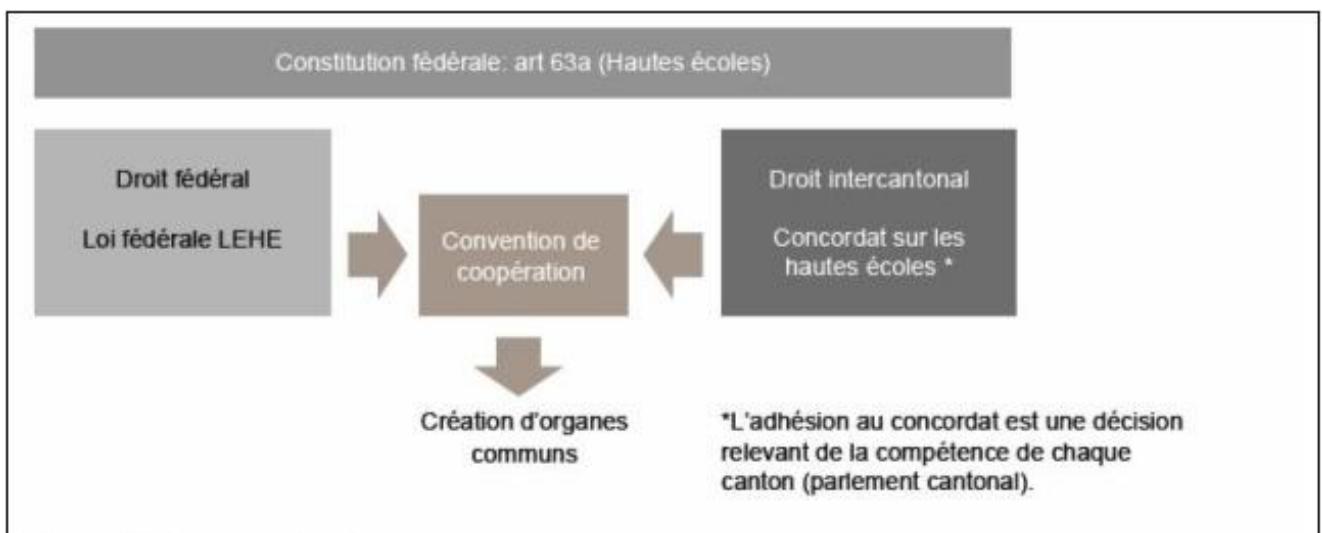 Constitution fédérale: art 63a (Hautes écoles)
Droit fédéral
Loi fédérale LEHE
Convention de
coopération
Droit intercantonal
Concordat sur les
hautes écoles *
Création d'organes
communs
*L'adhésion au concordat est une décision
relevant de la compétence de chaque
canton (parlement cantonal).